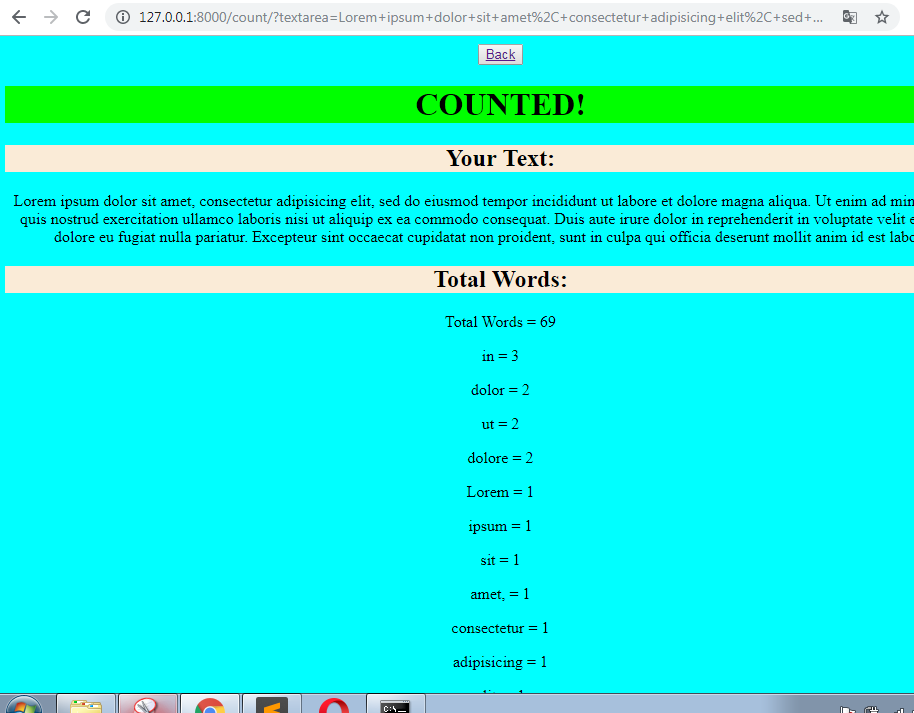 127.0.0.1:8000/count/?textarea=Lorem+ipsum+dolor+sit+amet%2C+consectetur+adipisicing+elit%2C+sed+...
Back
COUNTED!
Your Text:
Lorem ipsum dolor sit amet, consectetur adipisicing elit, sed do eiusmod tempor incididunt ut labore et dolore magna aliqua. Ut enim ad min
quis nostrud exercitation ullamco laboris nisi ut aliquip ex ea commodo consequat. Duis aute irure dolor in reprehenderit in voluptate velit e
dolore eu fugiat nulla pariatur. Excepteur sint occaecat cupidatat non proident, sunt in culpa qui officia deserunt mollit anim id est labo
Total Words:
Total Words = 69
in = 3
dolor = 2
ut = 2
dolore = 2
Lorem = 1
ipsum = 1
sit = 1
amet, = 1
consectetur = 1
adipisicing = 1